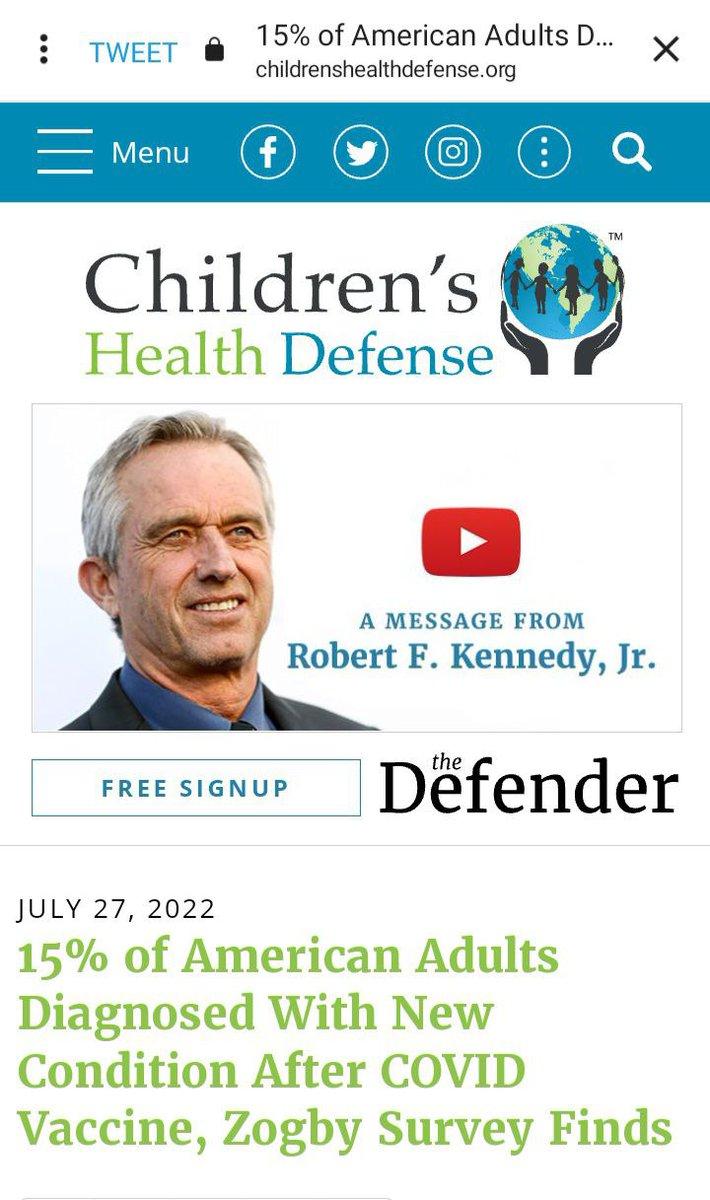 TWEET
15% of American Adults D...
childrenshealthdefense.org
Menu
Children's
Health Defense
TM
A MESSAGE FROM
Robert F. Kennedy, Jr.
FREE SIGNUP
the
Defender
JULY 27, 2022
15% of American Adults
Diagnosed With New
Condition After COVID
Vaccine, Zogby Survey Finds